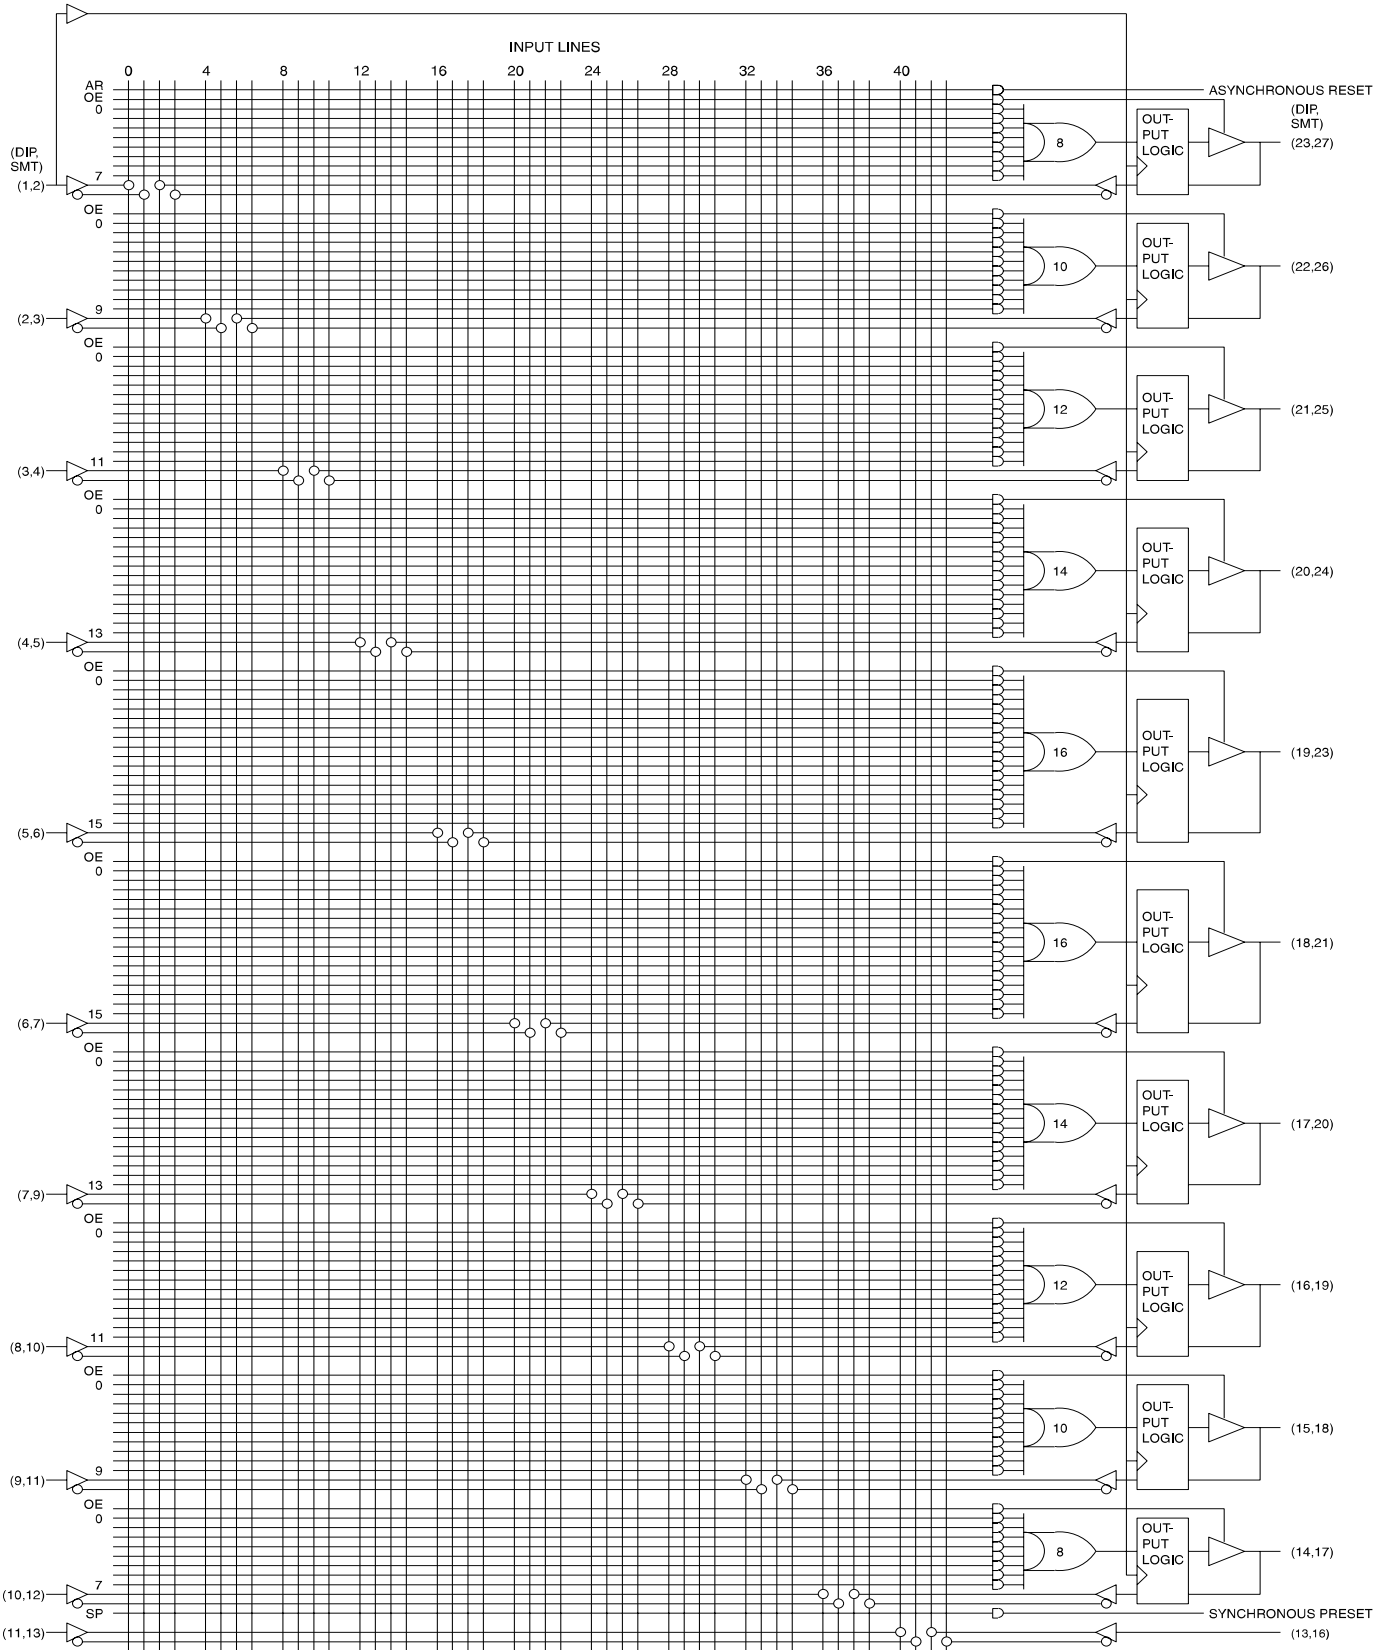 INPUT LINES
0 4 8 12 16 20 24 28 32 36 40
AR
ASYNCHRONOUS RESET
OE
0
(DIP,
SMT)
(DIP,
SMT)
8
OUT-
PUT
LOGIC
(23,27)
7
(1,2)
OE
0
10
OUT-
PUT
LOGIC
(22,26)
9
(2,3)
OE
0
12
OUT-
PUT
LOGIC
(21,25)
11
(3,4)
OE
0
14
OUT-
PUT
LOGIC
(20,24)
13
(4,5)
OE
0
16
OUT-
PUT
LOGIC
(19,23)
15
(5,6)
OE
0
16
OUT-
PUT
LOGIC
(18,21)
15
(6,7)
OE
0
14
OUT-
PUT
LOGIC
(17,20)
13
(7,9)
OE
0
12
OUT-
PUT
LOGIC
(16,19)
11
(8,10)
OE
0
10
OUT-
PUT
LOGIC
(15,18)
9
(9,11)
OE
0
8
OUT-
PUT
LOGIC
(14,17)
7
(10,12)
SP
SYNCHRONOUS PRESET
(11,13)
(13,16)